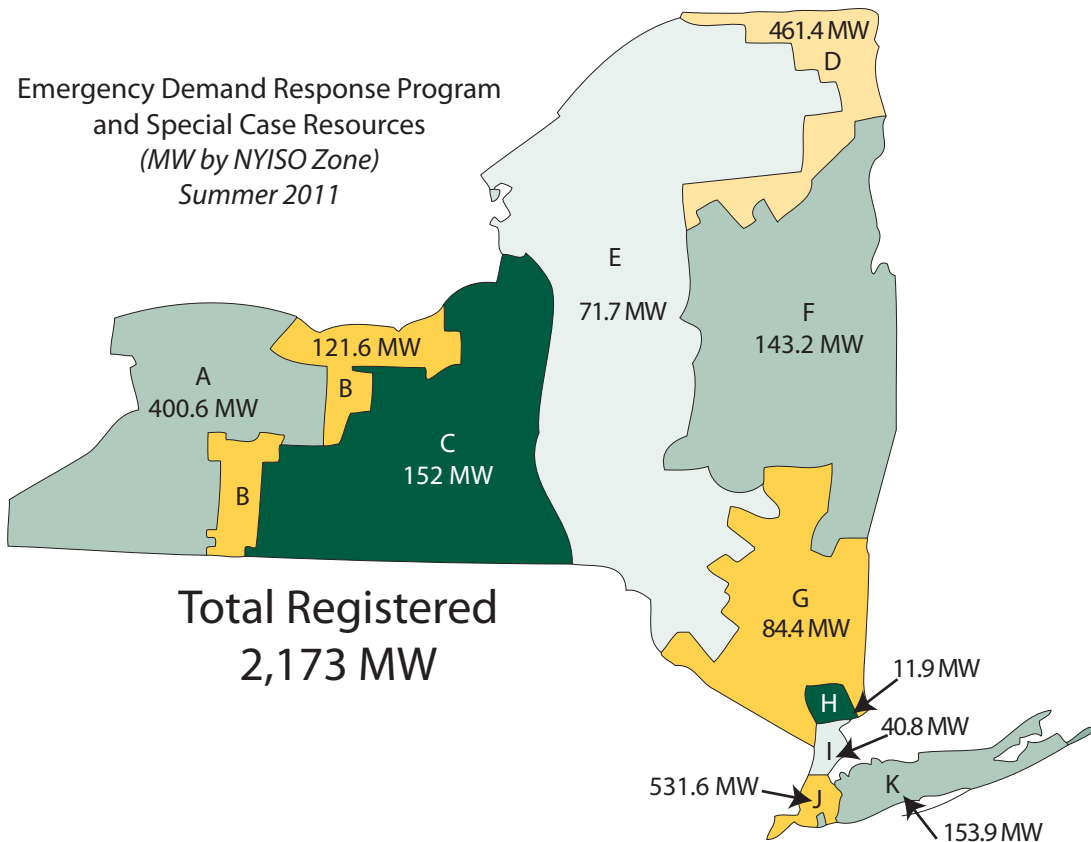 Emergency Demand Response Program
and Special Case Resources
(MW by NYISO Zone)
Summer 2011
461.4 MW
D
E
71.7 MW
F
143.2 MW
121.6 MW
B
A
400.6 MW
C
152 MW
B
Total Registered
2,173 MW
G
84.4 MW
11.9 MW
H
40.8 MW
I
531.6 MW
J
K
153.9 MW